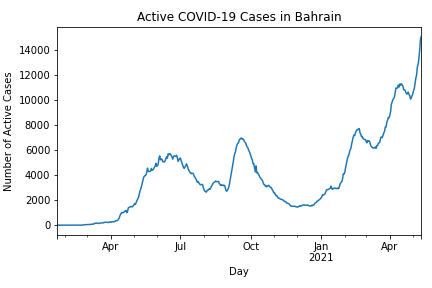 Active COVID-19 Cases in Bahrain
Number of Active Cases
14000
12000
10000
8000
6000
4000
2000
0
Apr
Jul
Oct
Jan
2021
Apr
Day